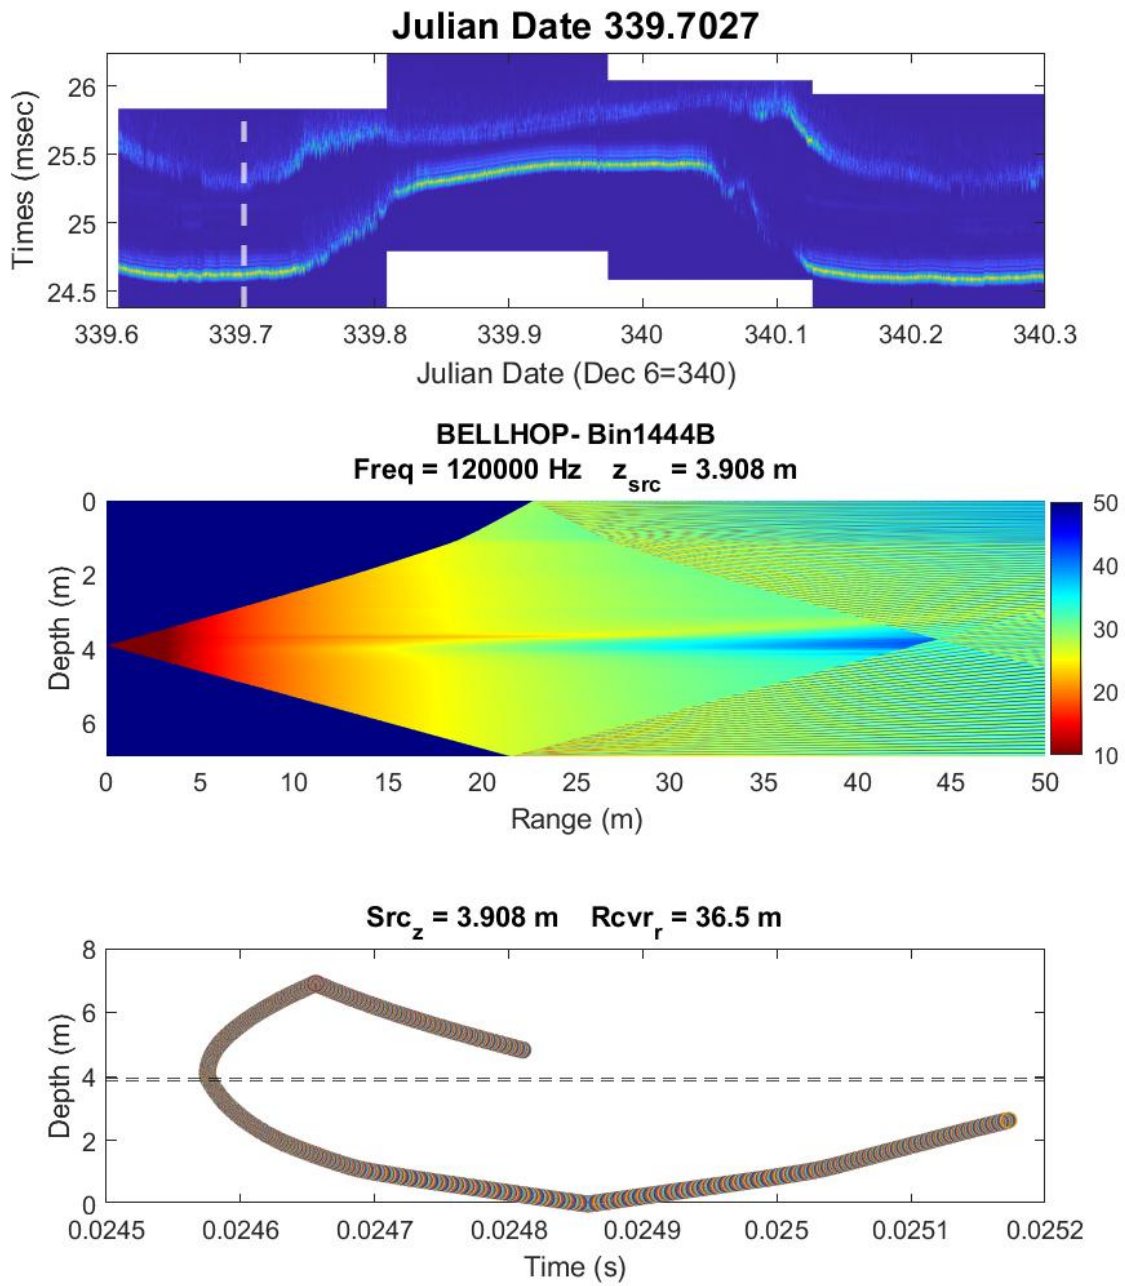 Julian Date 339.7027
26
25.5
25
24.5
Times (msec)
339.6 339.7 339.8 339.9 340 340.1 340.2 340.3
Julian Date (Dec 6=340)
BELLHOP- Bin1444B
Freq = 120000 Hz z_src = 3.908 m
0
2
4
6
Depth (m)
0 5 10 15 20 25 30 35 40 45 50
Range (m)
50
40
30
20
10
Src_z = 3.908 m Rcvr_r = 36.5 m
8
6
4
2
0
Depth (m)
0.0245 0.0246 0.0247 0.0248 0.0249 0.025 0.0251 0.0252
Time (s)